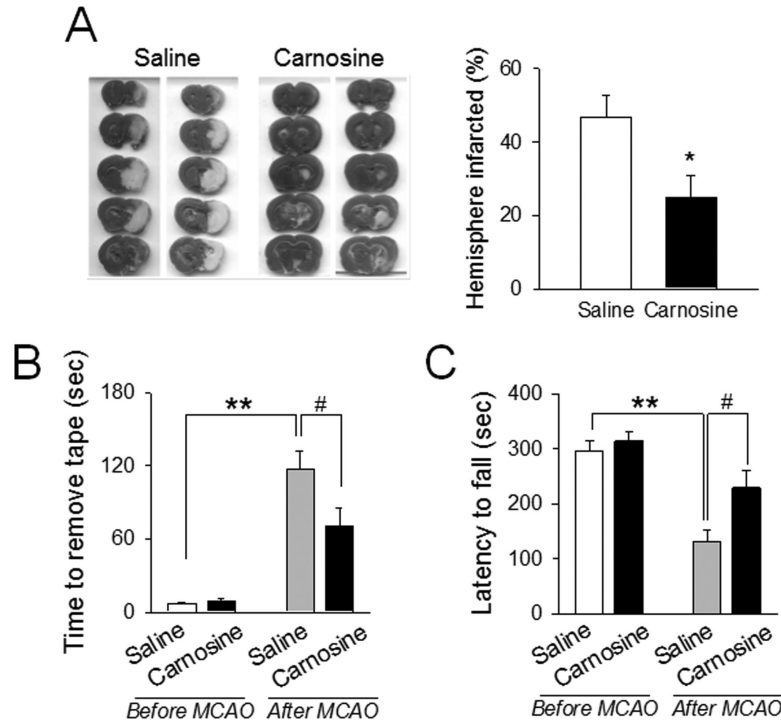 A
Saline
Carnosine
Hemisphere infarcted (%)
60
40
20
0
*
Saline
Carnosine
B
Time to remove tape (sec)
180
120
60
0
**
#
Saline
Carnosine
Saline
Carnosine
Before MCAO
After MCAO
C
Latency to fall (sec)
400
300
200
100
0
**
#
Saline
Carnosine
Saline
Carnosine
Before MCAO
After MCAO